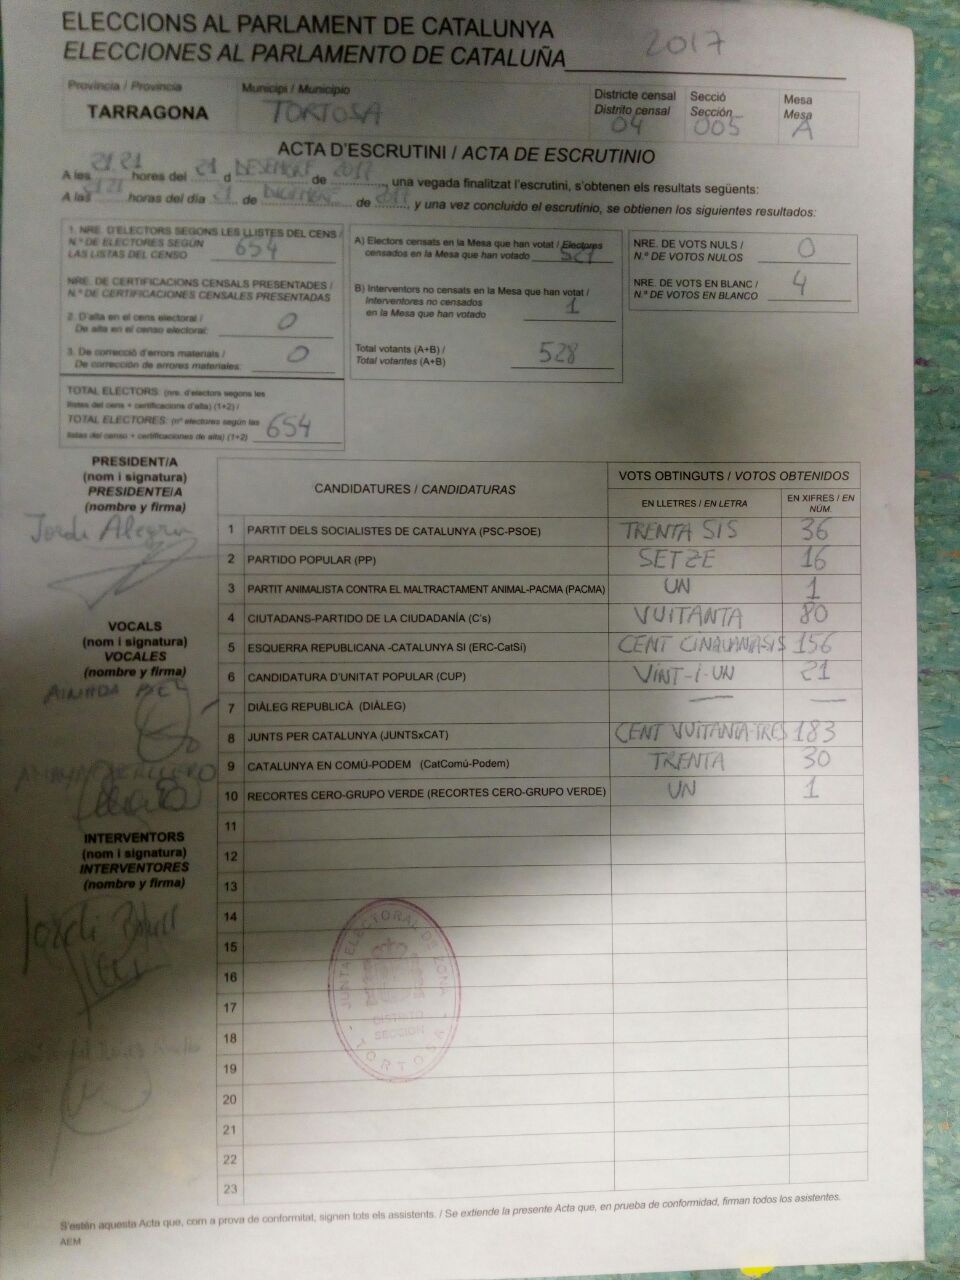 ELECCIONS AL PARLAMENT DE CATALUNYA
ELECCIONES AL PARLAMENTO DE CATALUÑA 2017
Província / Provincia
TARRAGONA
Municipi / Municipio
TORTOSA
Districte censal
Distrito censal
04
Secció
Sección
005
Mesa
Mesa
A
ACTA D'ESCRUTINI / ACTA DE ESCRUTINIO
A les 21:21 hores del 21 d DESEMBRE de 2017, una vegada finalitzat l'escrutini, s'obtenen els resultats següents:
A las 21:21 horas del día de DICIEMBRE de 2017, y una vez concluido el escrutinio, se obtienen los siguientes resultados:
1. NRE. D'ELECTORS SEGONS LES LLISTES DEL CENS /
N.º DE ELECTORES SEGÚN
LAS LISTAS DEL CENSO 654
NRE. DE CERTIFICACIONS CENSALS PRESENTADES /
N.º DE CERTIFICACIONES CENSALES PRESENTADAS
2. D'alta en el cens electoral /
De alta en el censo electoral: 0
3. De correcció d'errors materials /
De corrección de errores materiales: 0
TOTAL ELECTORS: (nre. d'electors segons les
llistes del cens + certificacions d'alta) (1+2) /
TOTAL ELECTORES: (nº electores según las
listas del censo + certificaciones de alta) (1+2) 654
A) Electors censats en la Mesa que han votat / Electores
censados en la Mesa que han votado 527
B) Interventors no censats en la Mesa que han votat /
Interventores no censados
en la Mesa que han votado 1
Total votants (A+B) /
Total votantes (A+B) 528
NRE. DE VOTS NULS /
N.º DE VOTOS NULOS 0
NRE. DE VOTS EN BLANC /
N.º DE VOTOS EN BLANCO 4
PRESIDENT/A
(nom i signatura)
PRESIDENTE/A
(nombre y firma)
Jordi Alegria
VOCALS
(nom i signatura)
VOCALES
(nombre y firma)
INTERVENTORS
(nom i signatura)
INTERVENTORES
(nombre y firma)
Jordi
CANDIDATURES / CANDIDATURAS
VOTS OBTINGUTS / VOTOS OBTENIDOS
EN LLETRES / EN LETRA
EN XIFRES / EN NÚM.
1 PARTIT DELS SOCIALISTES DE CATALUNYA (PSC-PSOE) TRENTA SIS 36
2 PARTIDO POPULAR (PP) SETZE 16
3 PARTIT ANIMALISTA CONTRA EL MALTRACTAMENT ANIMAL-PACMA (PACMA) UN 1
4 CIUTADANS-PARTIDO DE LA CIUDADANÍA (C's) VUITANTA 80
5 ESQUERRA REPUBLICANA -CATALUNYA SI (ERC-CatSí) CENT CINQUANASIS 156
6 CANDIDATURA D'UNITAT POPULAR (CUP) VINT-I-UN 21
7 DIÀLEG REPUBLICÀ (DIÀLEG) — —
8 JUNTS PER CATALUNYA (JUNTSxCAT) CENT VUITANTA-TRES 183
9 CATALUNYA EN COMÚ-PODEM (CatComú-Podem) TRENTA 30
10 RECORTES CERO-GRUPO VERDE (RECORTES CERO-GRUPO VERDE) UN 1
11
12
13
14
15
16
17
18
19
20
21
22
23
JUNTA ELECTORAL DE ZONA
DISTRITO
SECCION
TORTOSA
S'estén aquesta Acta que, com a prova de conformitat, signen tots els assistents. / Se extiende la presente Acta que, en prueba de conformidad, firman todos los asistentes.
AEM